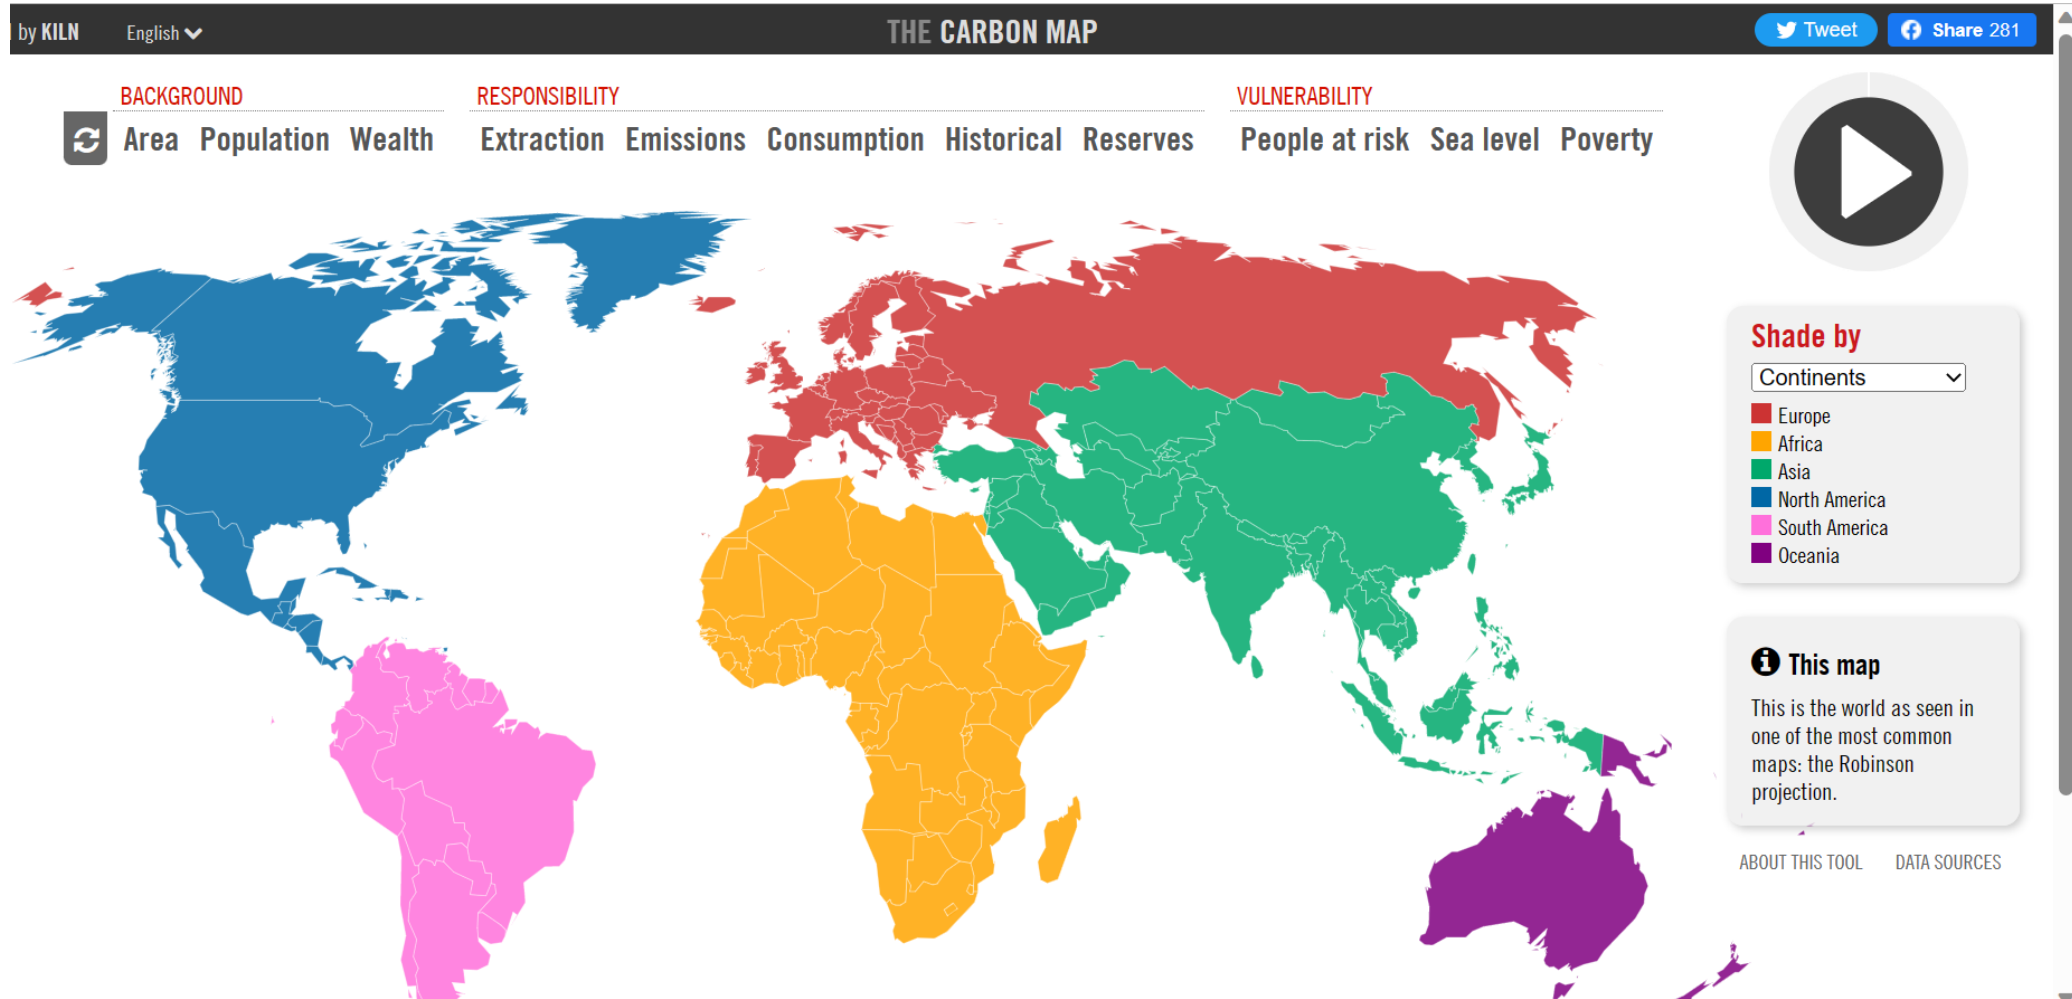 by KILN
English
THE CARBON MAP
Tweet
Share 281
BACKGROUND
RESPONSIBILITY
VULNERABILITY
Area Population Wealth
Extraction Emissions Consumption Historical Reserves
People at risk Sea level Poverty
Shade by
Continents
Europe
Africa
Asia
North America
South America
Oceania
This map
This is the world as seen in
one of the most common
maps: the Robinson
projection.
ABOUT THIS TOOL
DATA SOURCES